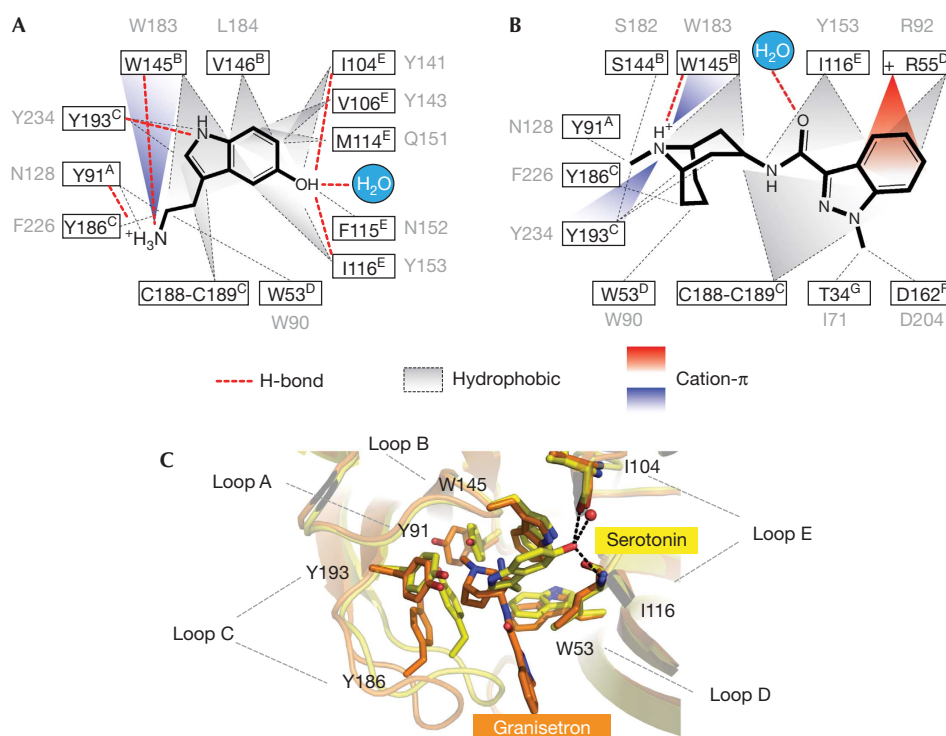 A
W183 L184
W145B V146B I104E Y141
V106E Y143
Y234 Y193C NH M114E Q151
N128 Y91A OH H2O
F226 Y186C +H3N F115E N152
I116E Y153
C188-C189C W53D
W90
B
S182 W183 Y153 R92
H2O
S144B W145B I116E + R55D
N128 Y91A H+ N O
F226 Y186C N H
Y234 Y193C N N
W53D C188-C189C T34G D162F
W90 I71 D204
H-bond Hydrophobic Cation-π
C
Loop B
Loop A W145 I104
Y91 Serotonin Loop E
Y193
Loop C I116
W53
Y186 Loop D
Granisetron